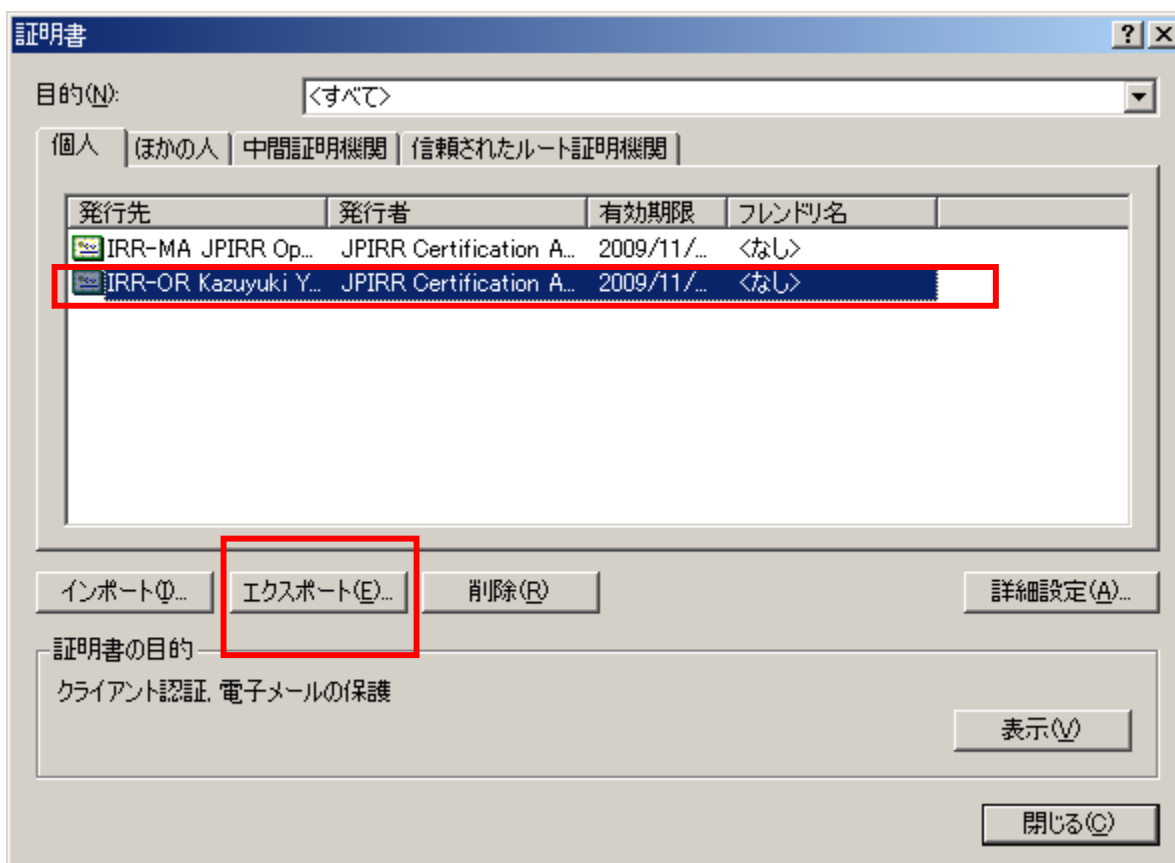 証明書
目的(N):
<すべて>
個人 ほかの人 中間証明機関 信頼されたルート証明機関
発行先 発行者 有効期限 フレンドリ名
IRR-MA JPIRR Op... JPIRR Certification A... 2009/11/... <なし>
IRR-OR Kazuyuki Y... JPIRR Certification A... 2009/11/... <なし>
インポート(I)... エクスポート(E)... 削除(R) 詳細設定(A)...
証明書の目的
クライアント認証, 電子メールの保護
表示(V)
閉じる(C)